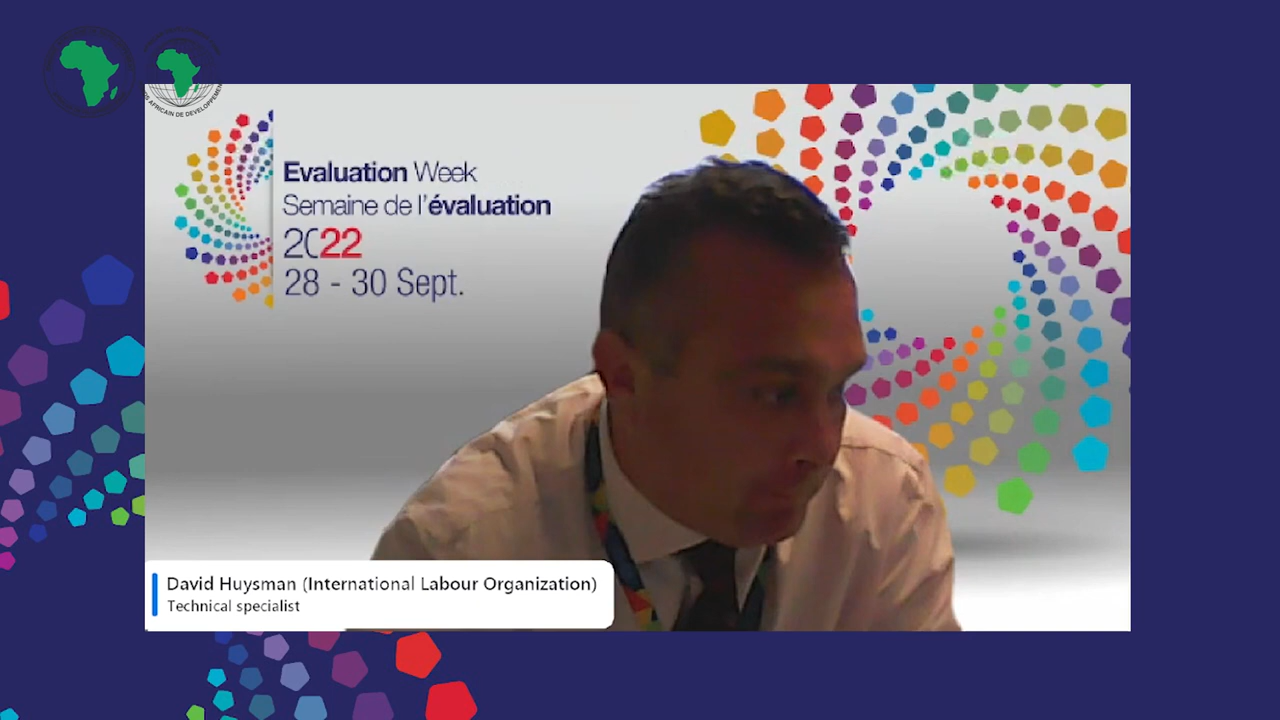 Evaluation Week
Semaine de l'évaluation
2022
28 - 30 Sept.
David Huysman (International Labour Organization)
Technical specialist